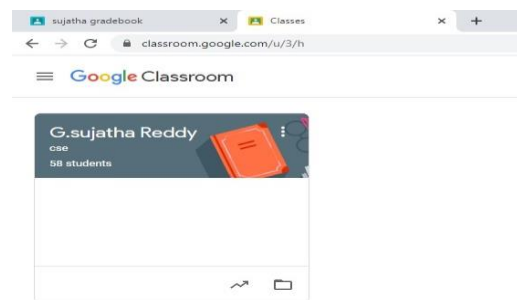 sujatha gradebook
Classes
classroom.google.com/u/3/h
Google Classroom
G.sujatha Reddy
cse
58 students